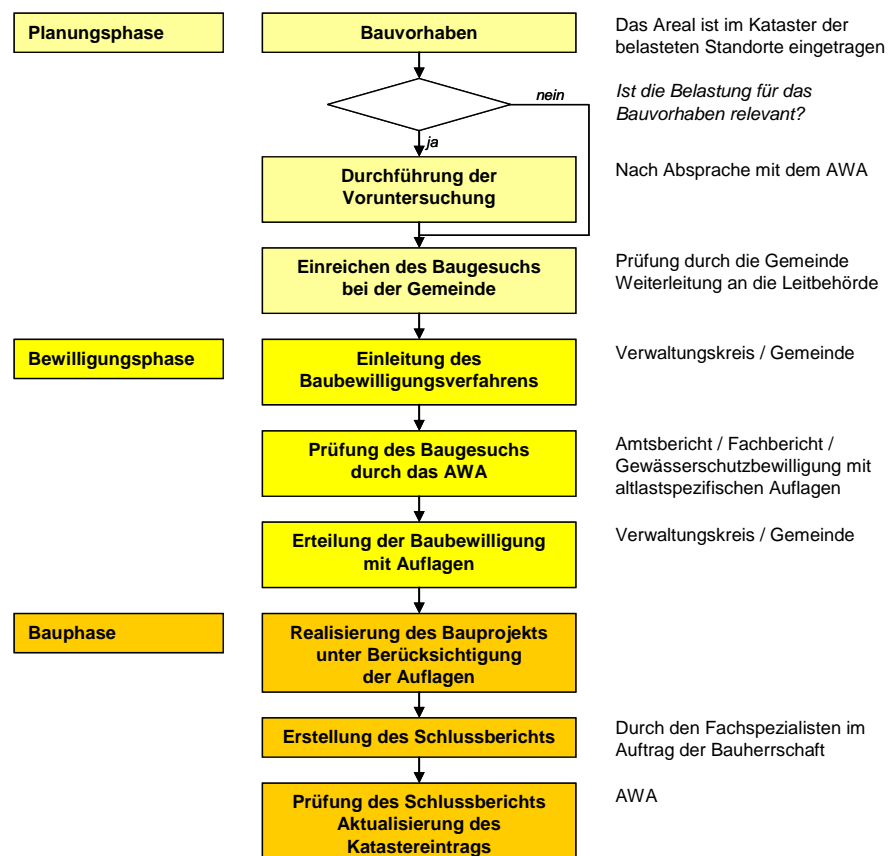 Planungsphase
Bauvorhaben
Das Areal ist im Kataster der
belasteten Standorte eingetragen
nein
Ist die Belastung für das
Bauvorhaben relevant?
ja
Durchführung der
Voruntersuchung
Nach Absprache mit dem AWA
Einreichen des Baugesuchs
bei der Gemeinde
Prüfung durch die Gemeinde
Weiterleitung an die Leitbehörde
Bewilligungsphase
Einleitung des
Baubewilligungsverfahrens
Verwaltungskreis / Gemeinde
Prüfung des Baugesuchs
durch das AWA
Amtsbericht / Fachbericht /
Gewässerschutzbewilligung mit
altlastspezifischen Auflagen
Erteilung der Baubewilligung
mit Auflagen
Verwaltungskreis / Gemeinde
Bauphase
Realisierung des Bauprojekts
unter Berücksichtigung
der Auflagen
Erstellung des Schlussberichts
Durch den Fachspezialisten im
Auftrag der Bauherrschaft
Prüfung des Schlussberichts
Aktualisierung des
Katastereintrags
AWA